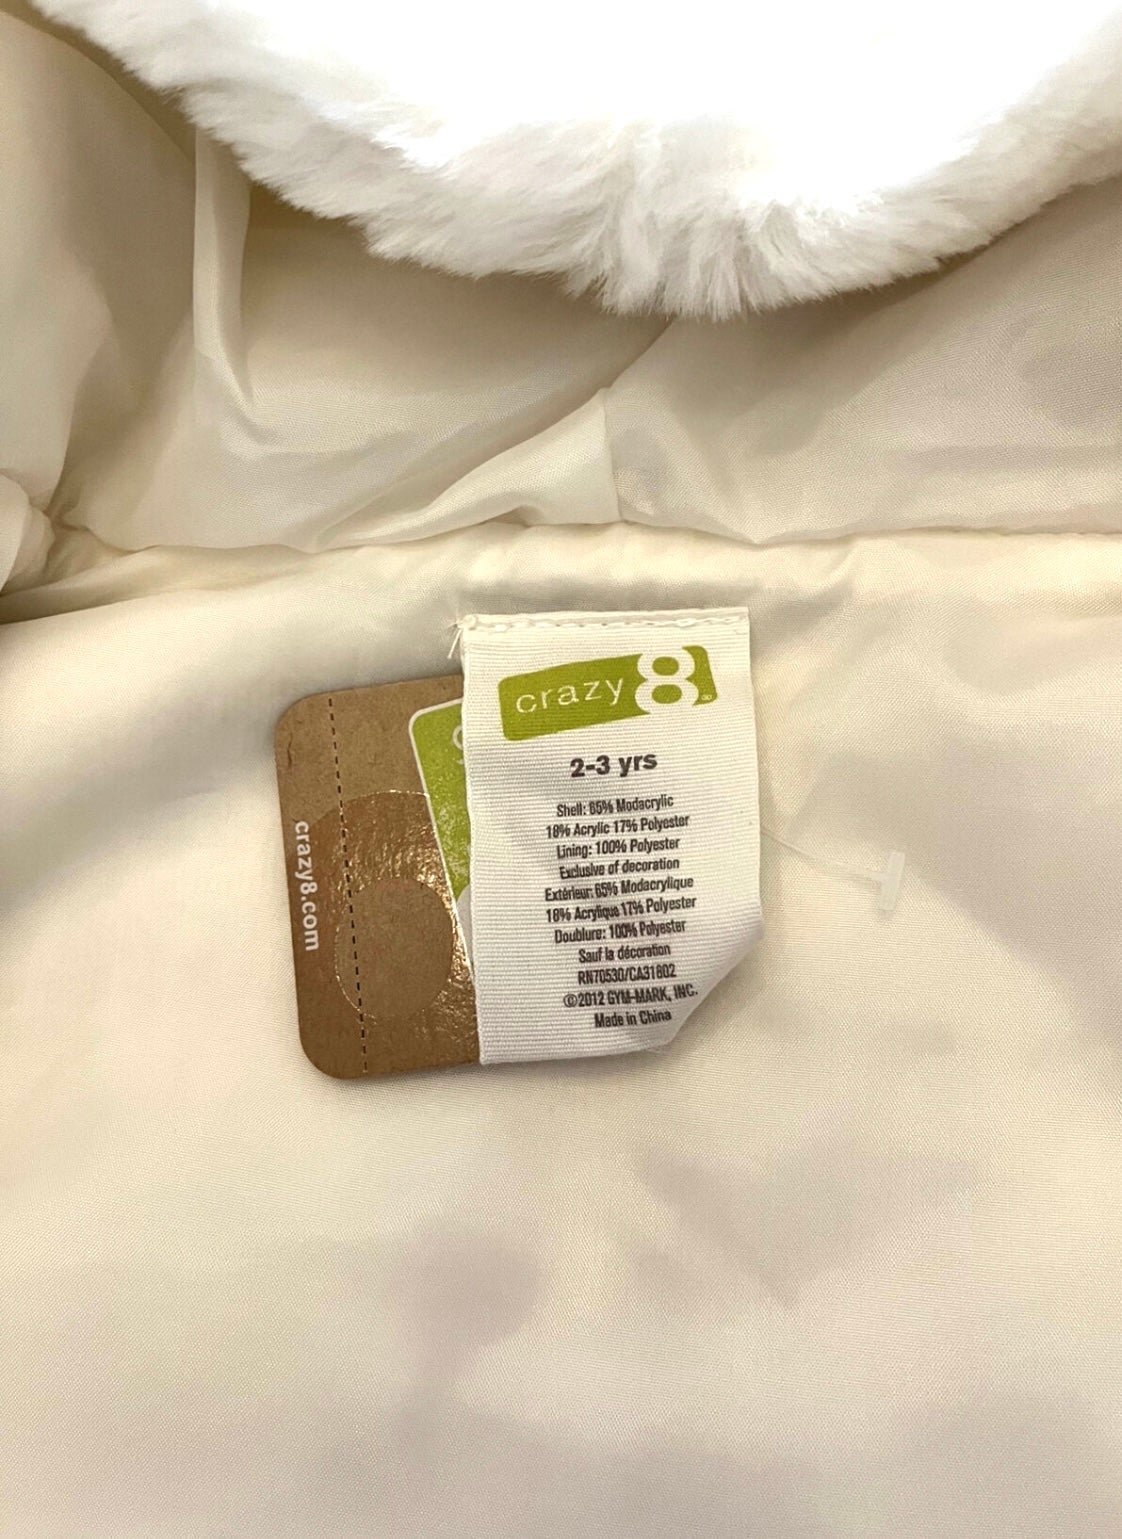 crazy 8®
2-3 yrs
Shell: 65% Modacrylic
18% Acrylic 17% Polyester
Lining: 100% Polyester
Exclusive of decoration
Extérieur: 65% Modacrylique
18% Acrylique 17% Polyester
Doublure: 100% Polyester
Sauf la décoration
RN70530/CA31802
©2012 GYM-MARK, INC.
Made in China
crazy8.com